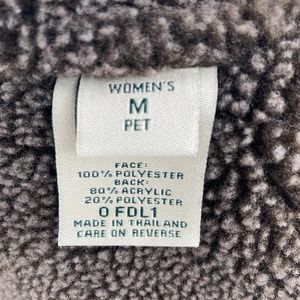 WOMEN'S
M
PET
FACE:
100% POLYESTER
BACK:
80% ACRYLIC
20% POLYESTER
0 FDL1
MADE IN THAILAND
CARE ON REVERSE